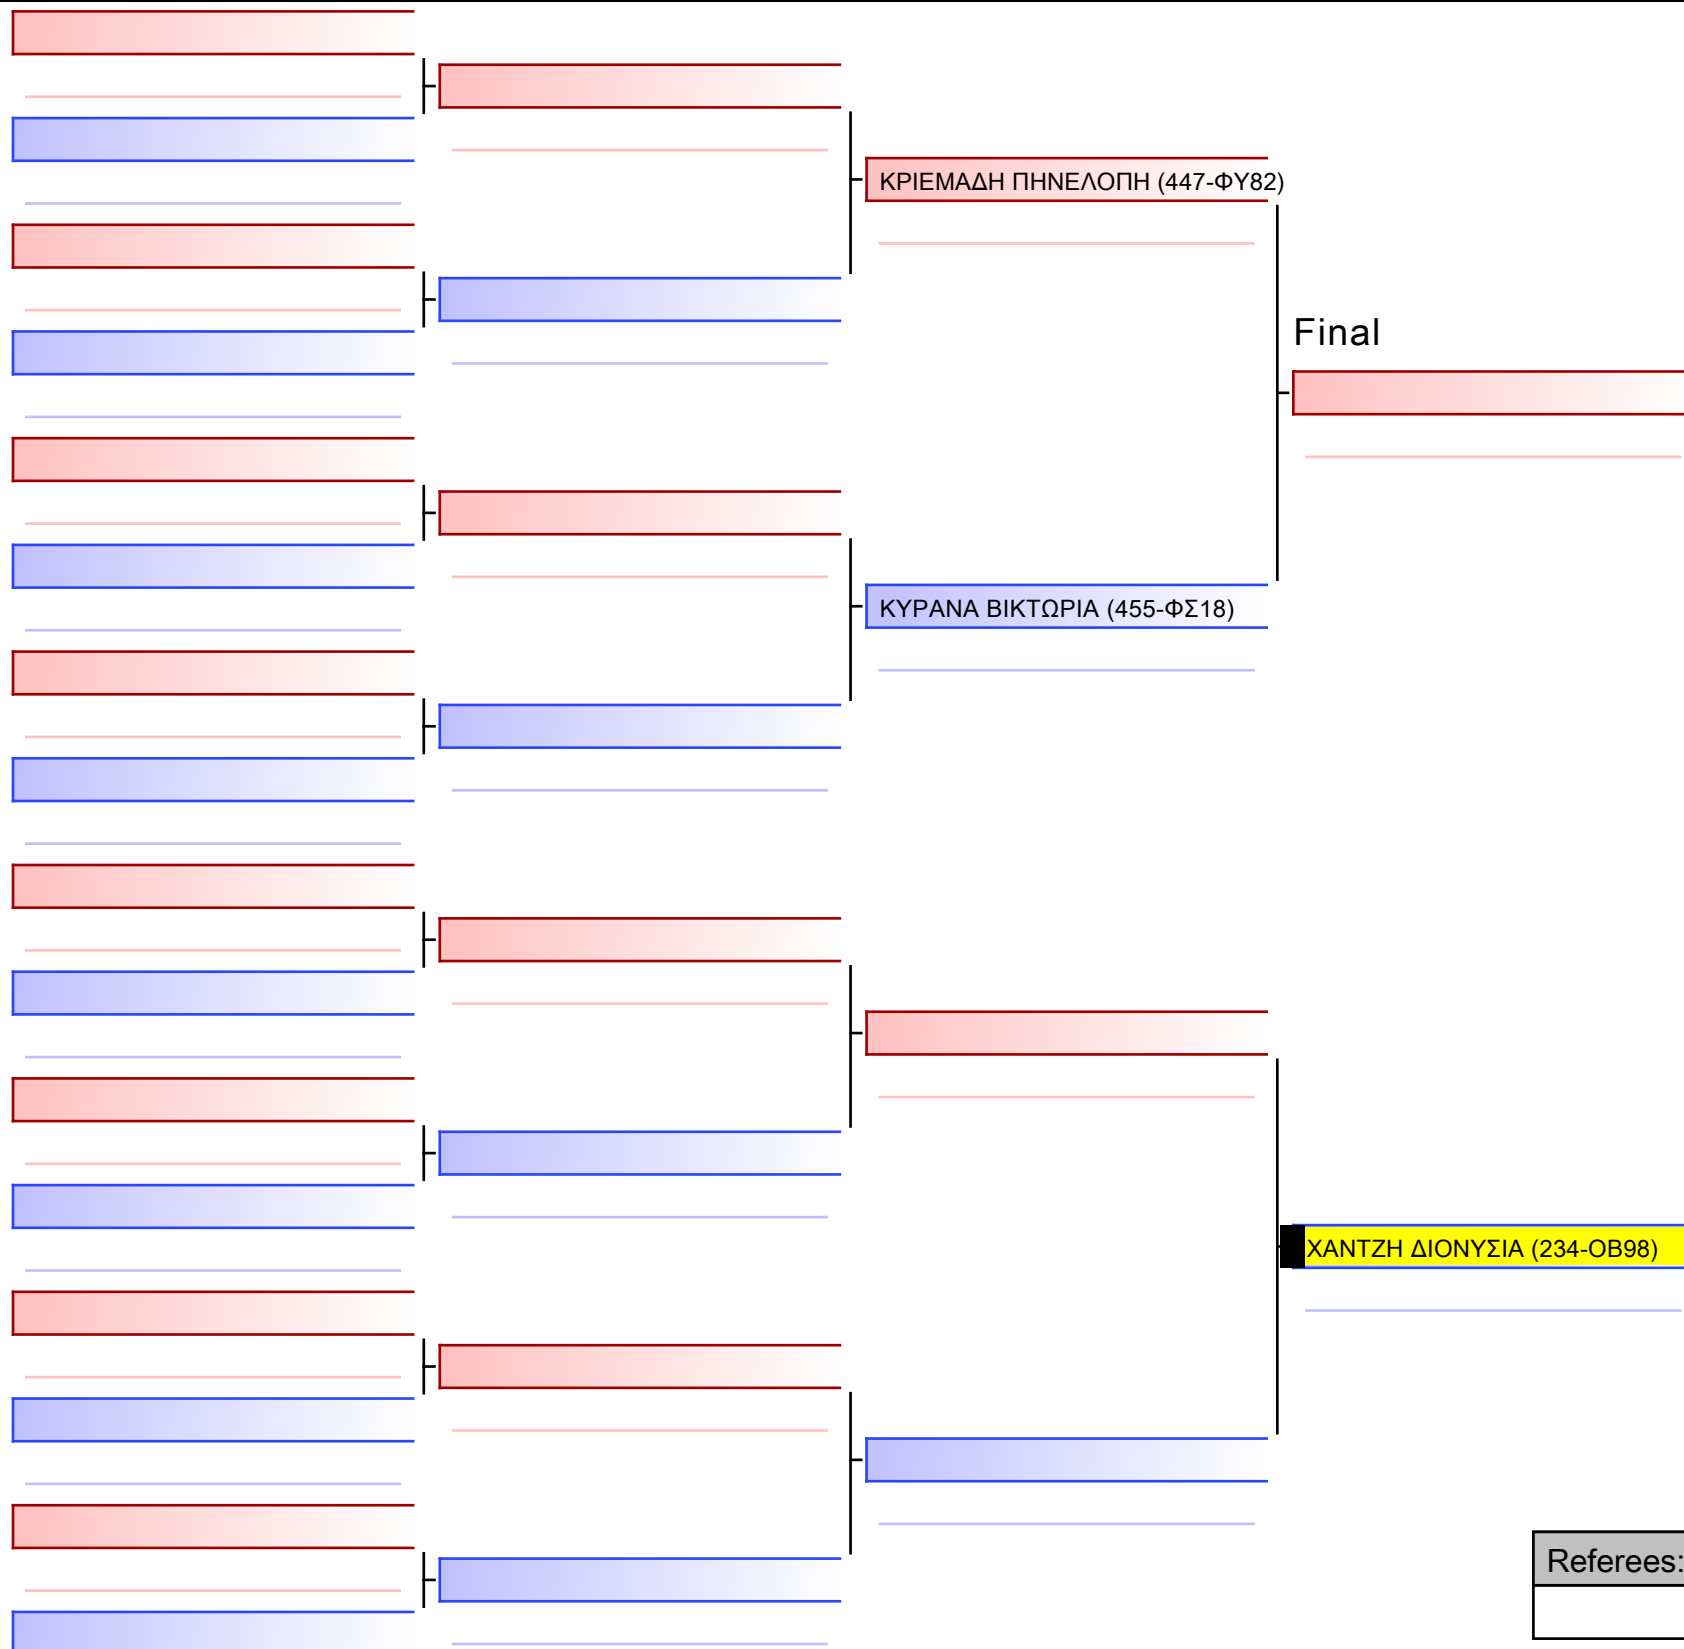 ΚΡΙΕΜΑΔΗ ΠΗΝΕΛΟΠΗ (447-ΦΥ82)
Final
ΚΥΡΑΝΑ ΒΙΚΤΩΡΙΑ (455-ΦΣ18)
ΧΑΝΤΖΗ ΔΙΟΝΥΣΙΑ (234-ΟΒ98)
Referees: